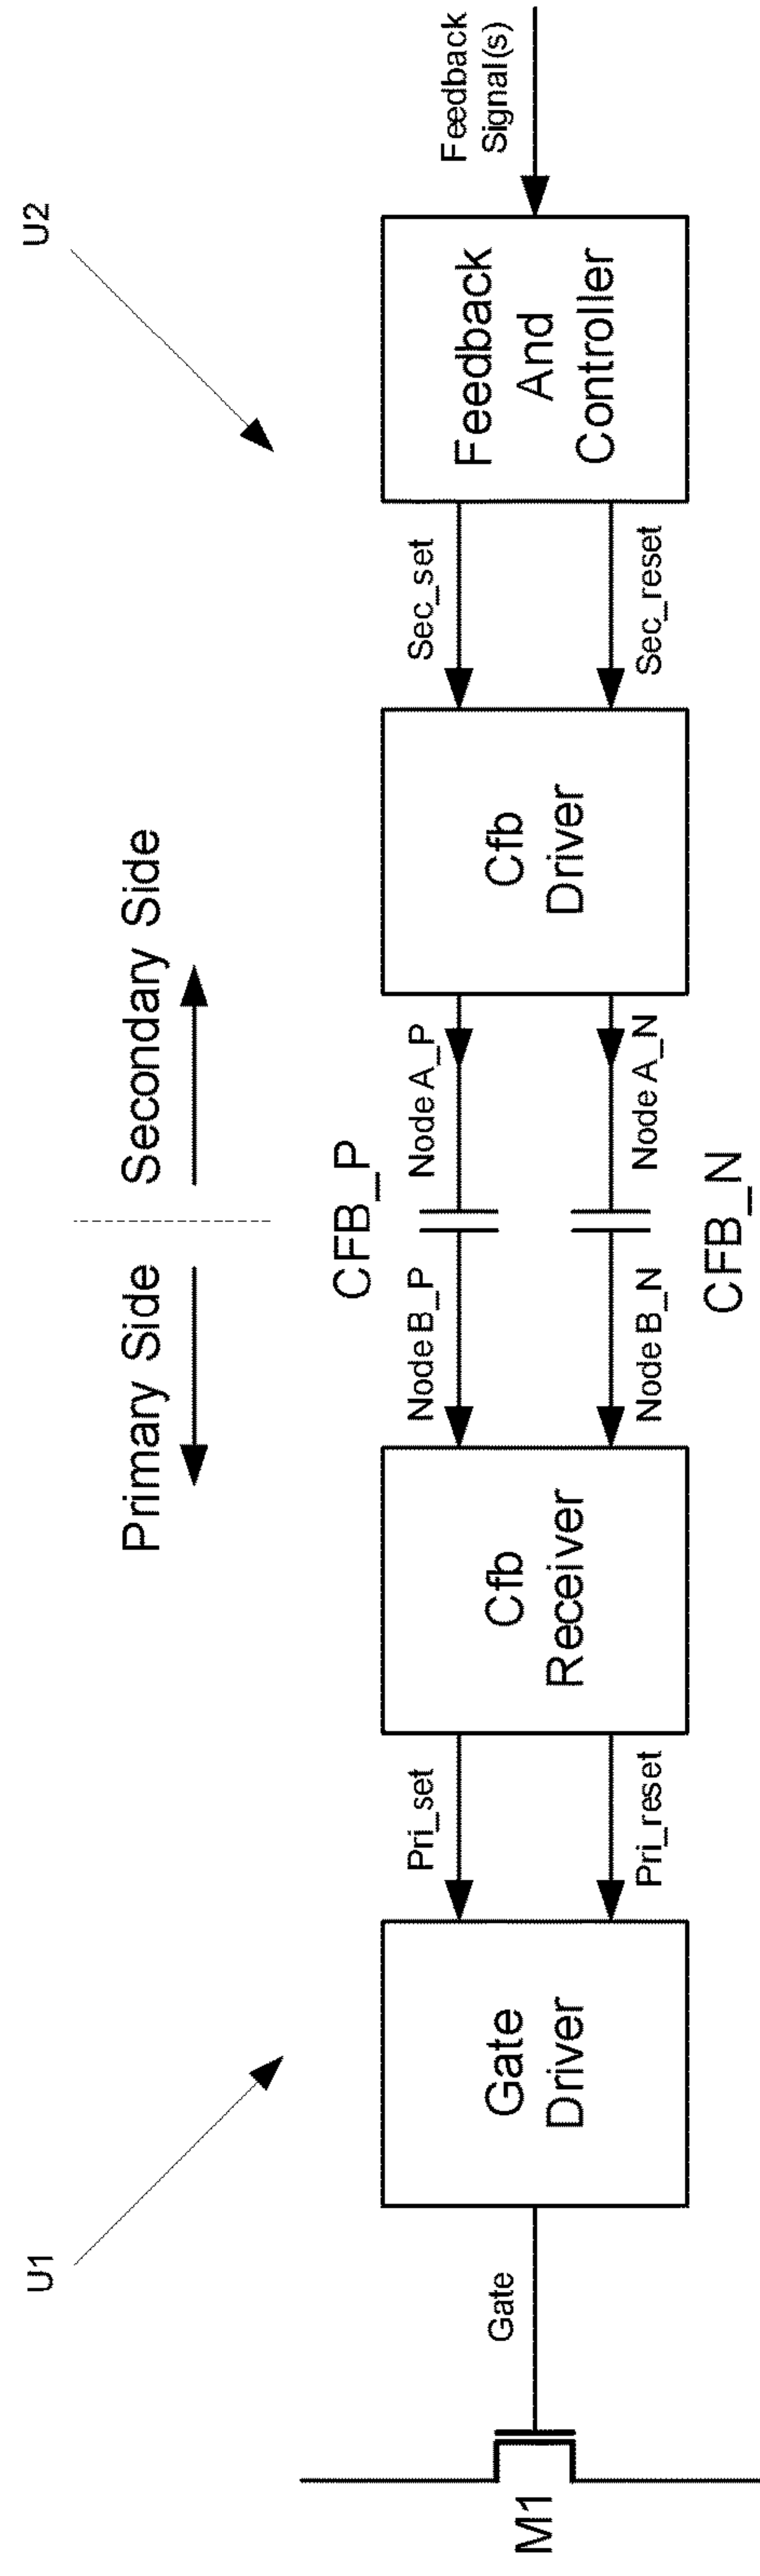 U1
U2
Primary Side
Secondary Side
CFB_P
Gate
Pri_set
Node B_P
Node A_P
Sec_set
Feedback
Signal(s)
M1
Gate
Driver
Cfb
Receiver
Cfb
Driver
Feedback
And
Controller
Pri_reset
Node B_N
Node A_N
Sec_reset
CFB_N